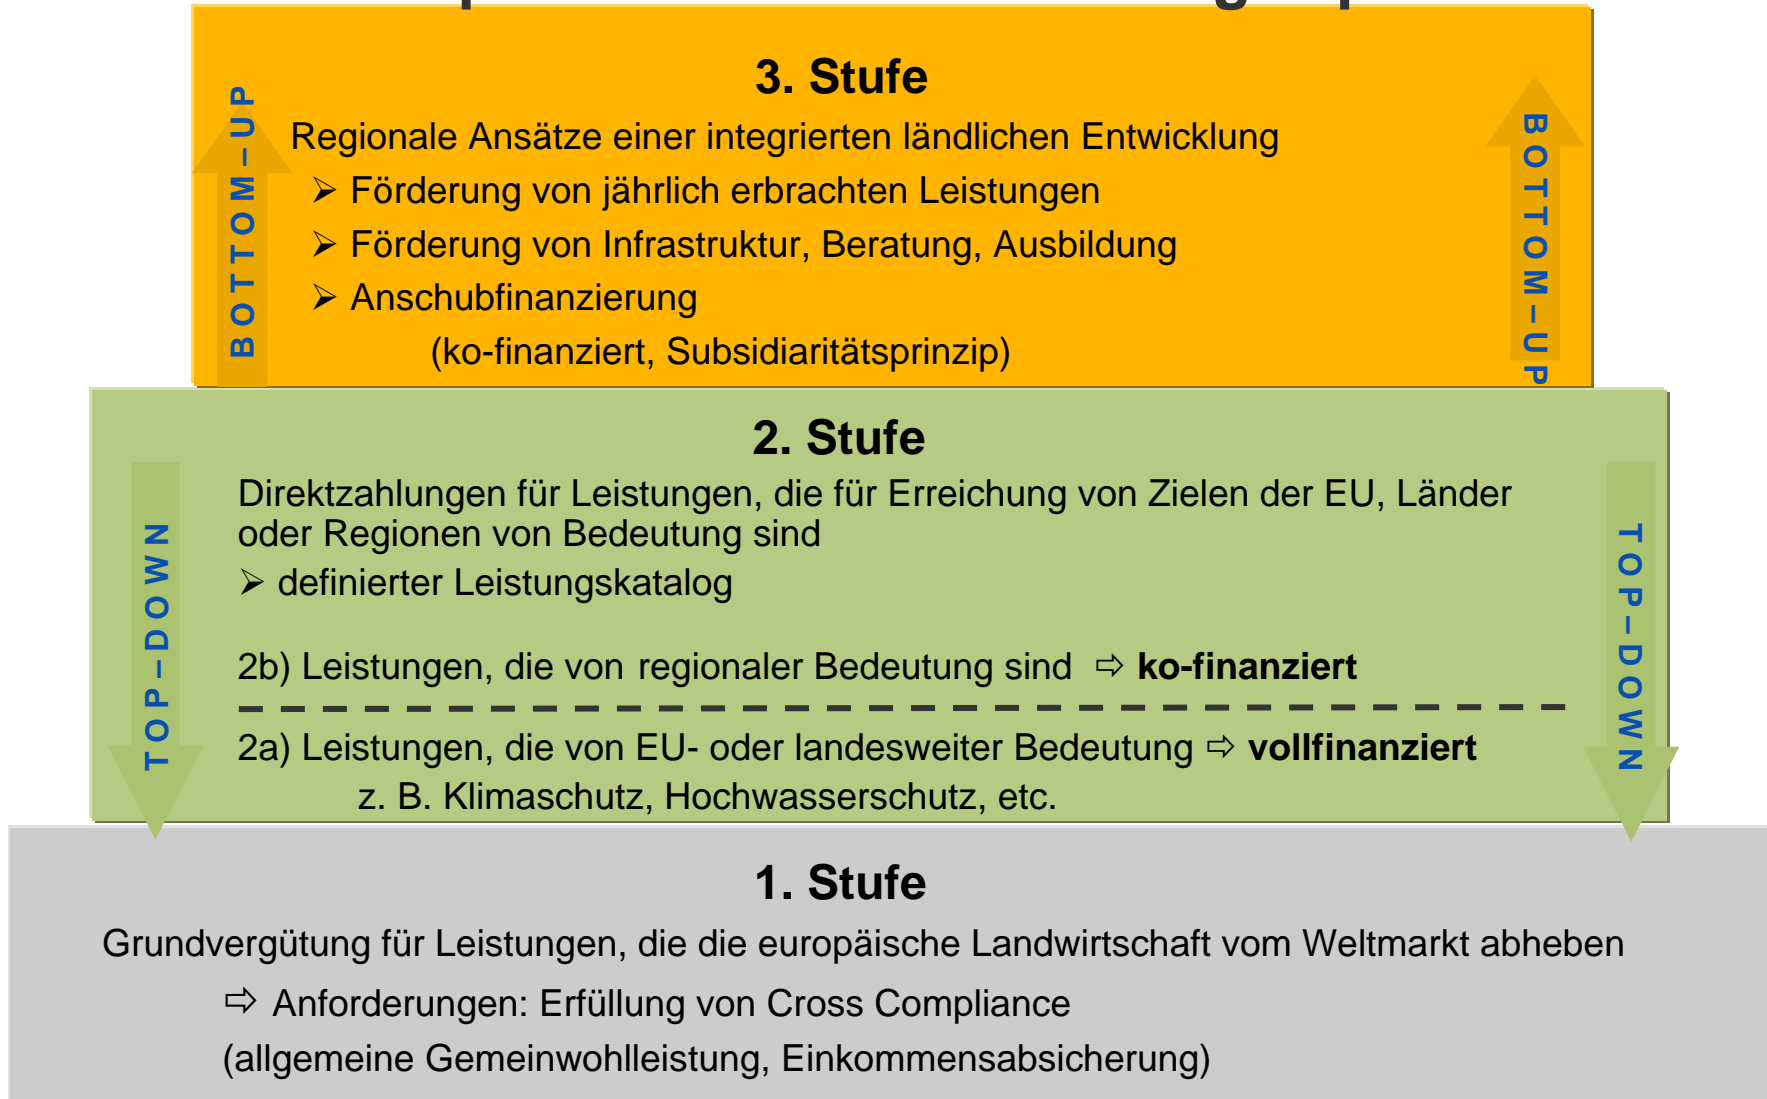 3. Stufe
BOTTOM–UP
BOTTOM–UP
Regionale Ansätze einer integrierten ländlichen Entwicklung
➢ Förderung von jährlich erbrachten Leistungen
➢ Förderung von Infrastruktur, Beratung, Ausbildung
➢ Anschubfinanzierung
(ko-finanziert, Subsidiaritätsprinzip)
2. Stufe
TOP–DOWN
TOP–DOWN
Direktzahlungen für Leistungen, die für Erreichung von Zielen der EU, Länder
oder Regionen von Bedeutung sind
➢ definierter Leistungskatalog
2b) Leistungen, die von regionaler Bedeutung sind ⇨ ko-finanziert
2a) Leistungen, die von EU- oder landesweiter Bedeutung ⇨ vollfinanziert
z. B. Klimaschutz, Hochwasserschutz, etc.
1. Stufe
Grundvergütung für Leistungen, die die europäische Landwirtschaft vom Weltmarkt abheben
⇨ Anforderungen: Erfüllung von Cross Compliance
(allgemeine Gemeinwohlleistung, Einkommensabsicherung)